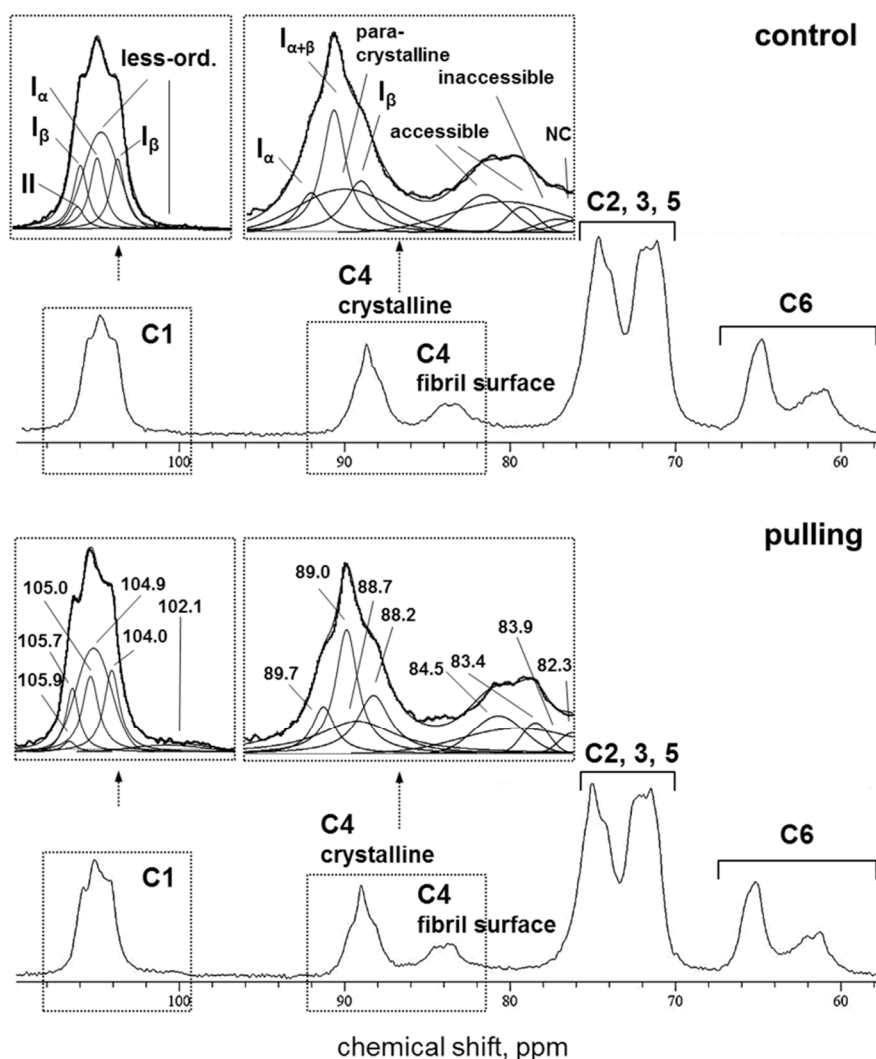 control
less-ord.
Iα
Iβ
Iβ
II
Iα+β
para-
crystalline
Iβ
inaccessible
accessible
NC
Iα
C2, 3, 5
C6
C1
C4
crystalline
C4
fibril surface
100
90
80
70
60
pulling
105.0
104.9
102.1
105.7
104.0
105.9
89.0
88.7
88.2
83.9
84.5
83.4
82.3
89.7
C2, 3, 5
C6
C1
C4
crystalline
C4
fibril surface
100
90
80
70
60
chemical shift, ppm